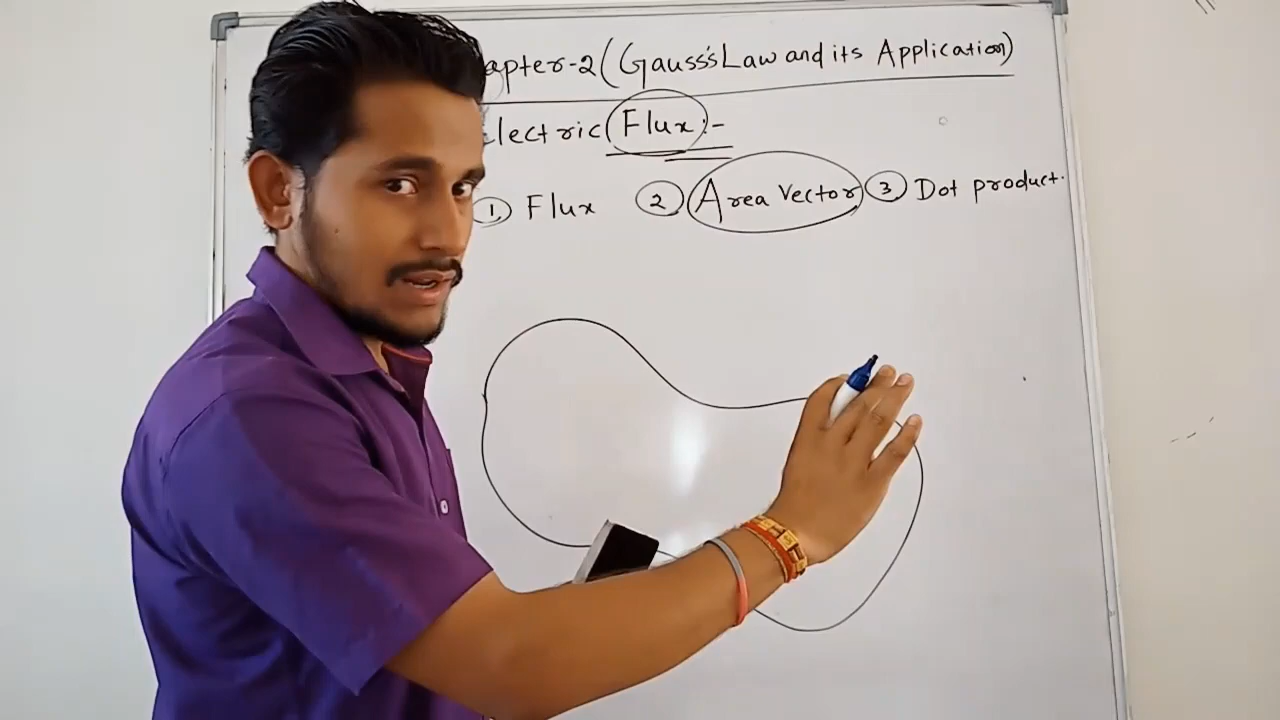 apter-2 (Gauss's Law and its Application)
lectric Flux :-
1. Flux 2 Area Vector 3 Dot product.